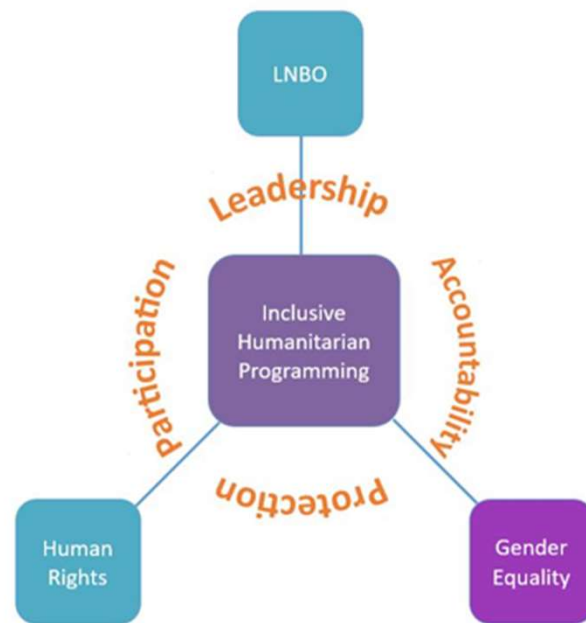 LNBO
Leadership
Participation
Accountability
Inclusive
Humanitarian
Programming
Protection
Human
Rights
Gender
Equality